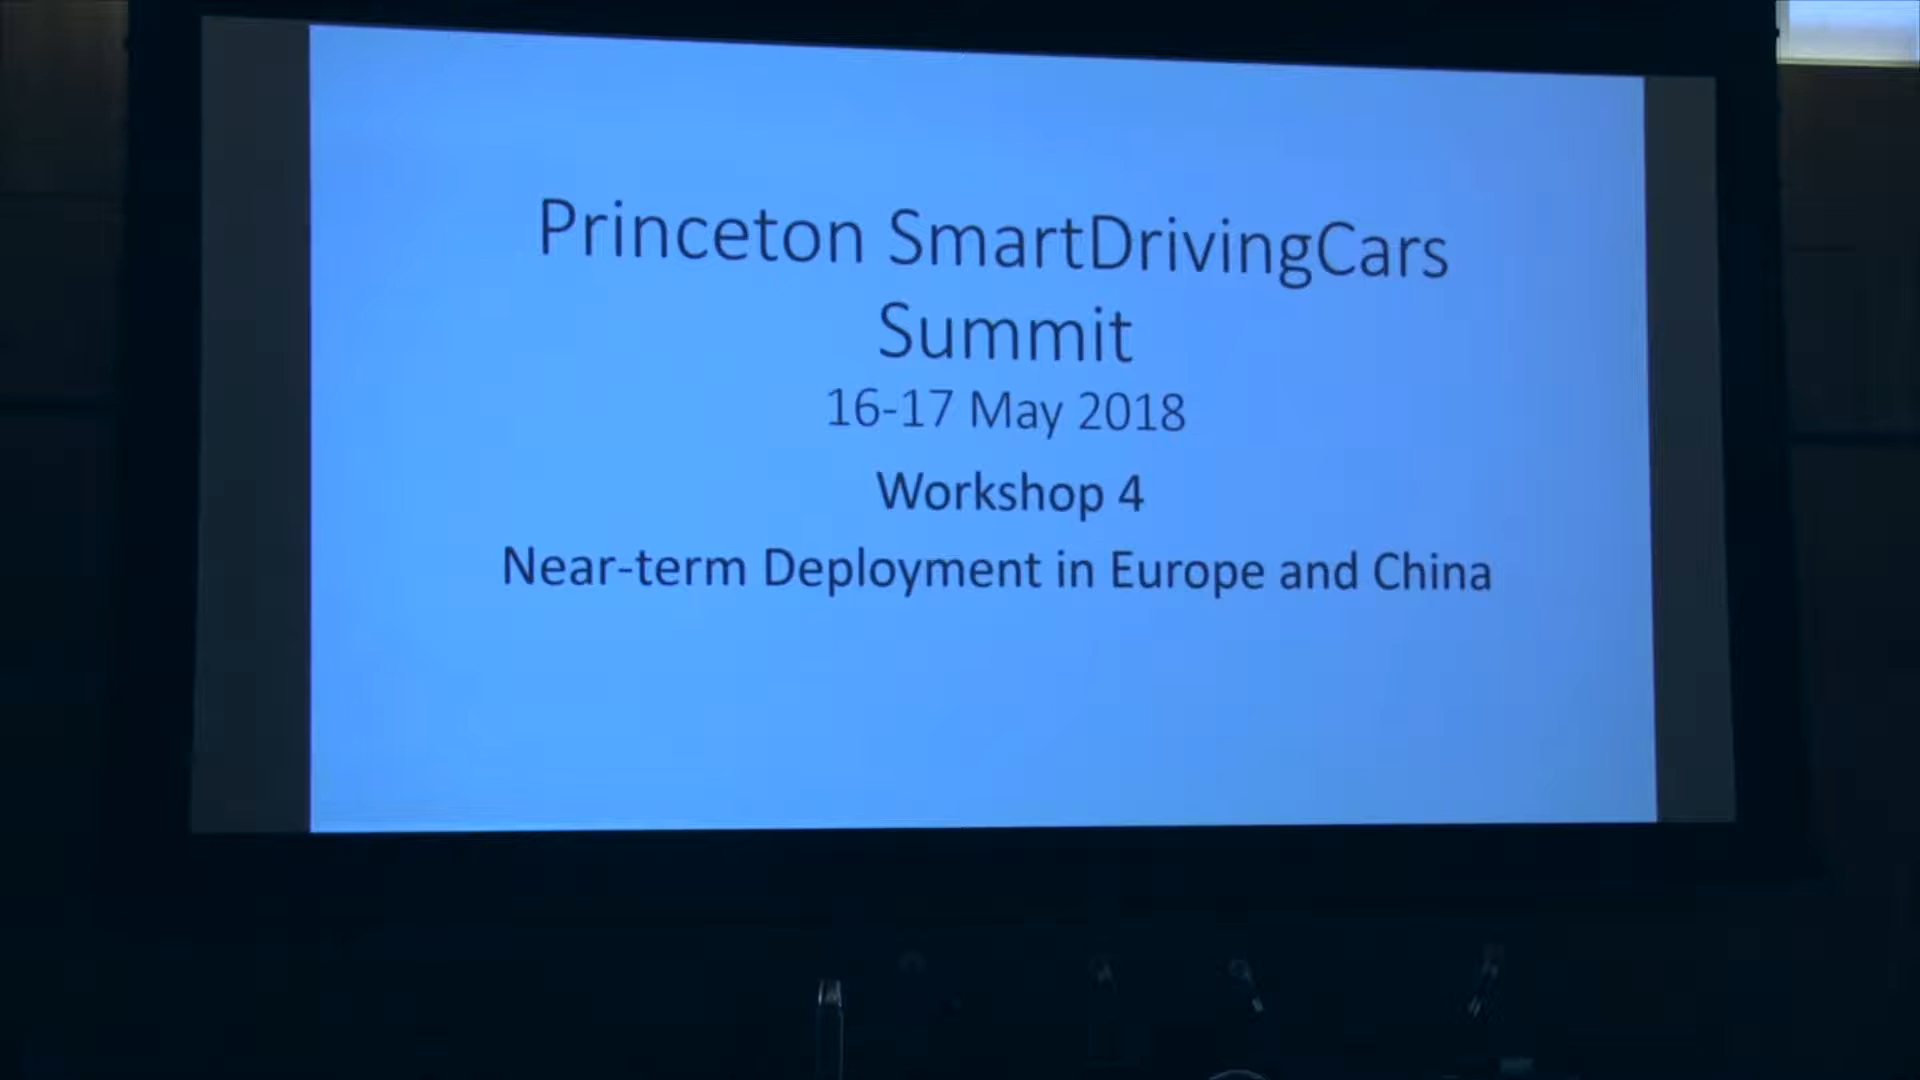 Princeton SmartDrivingCars
Summit
16-17 May 2018
Workshop 4
Near-term Deployment in Europe and China